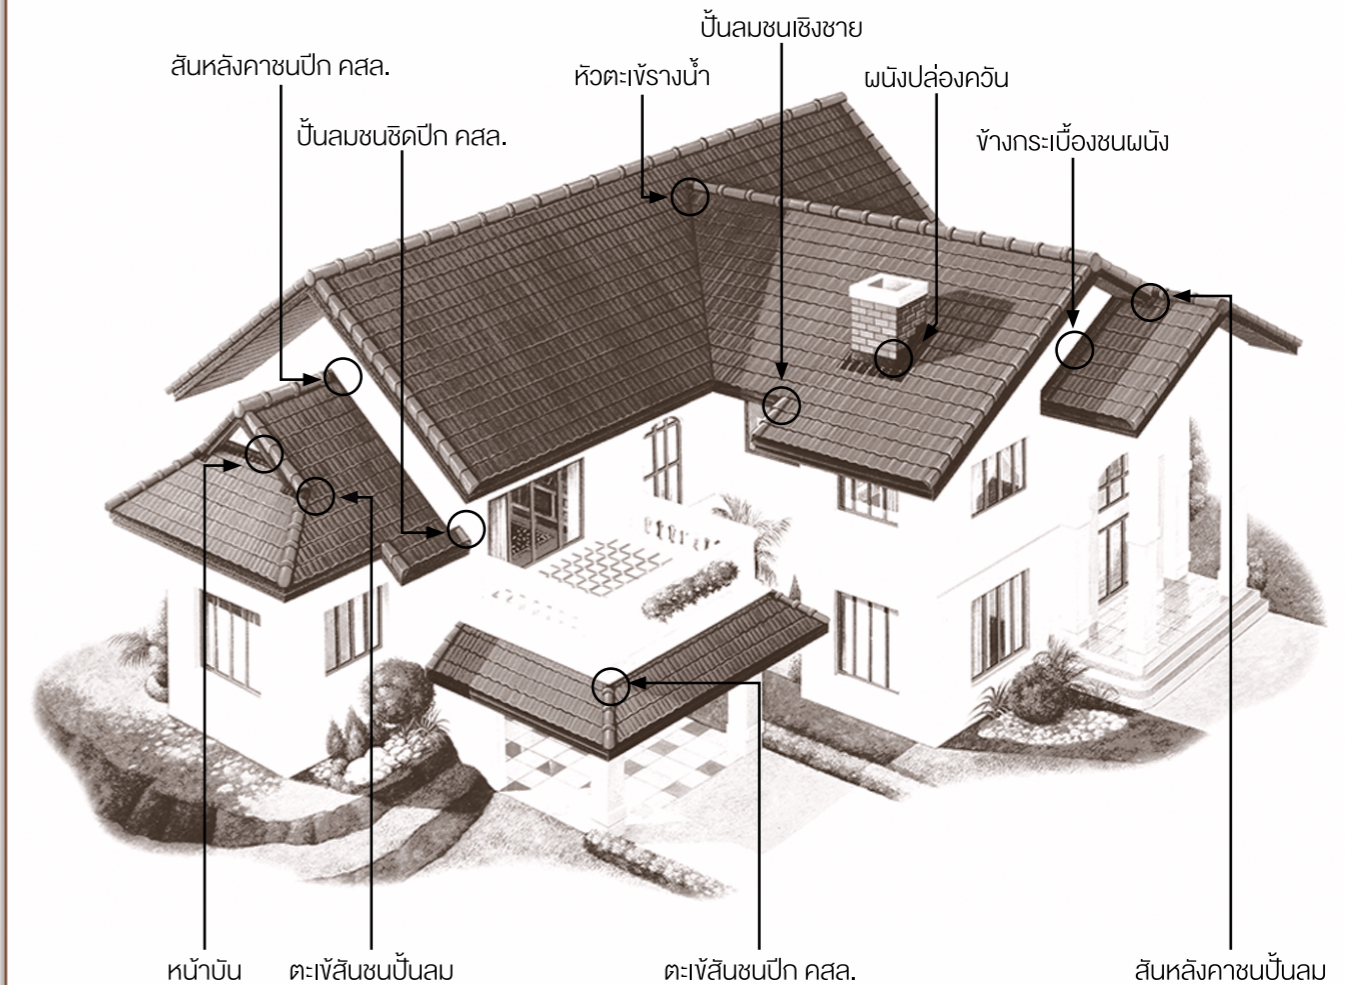 ปั้นลมชนเชิงชาย
สันหลังคาชนปีก คสล.
หัวตะเข้รางน้ำ
ผนังปล่องควัน
ปั้นลมชนชิดปีก คสล.
ข้างกระเบื้องชนผนัง
หน้าบัน
ตะเข้สันชนปั้นลม
ตะเข้สันชนปีก คสล.
สันหลังคาชนปั้นลม